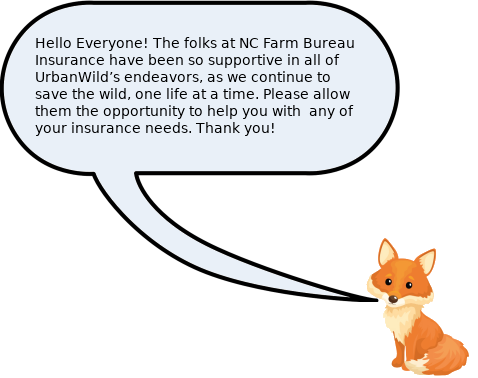 Hello Everyone! The folks at NC Farm Bureau
Insurance have been so supportive in all of
UrbanWild’s endeavors, as we continue to
save the wild, one life at a time. Please allow
them the opportunity to help you with  any of
your insurance needs. Thank you!